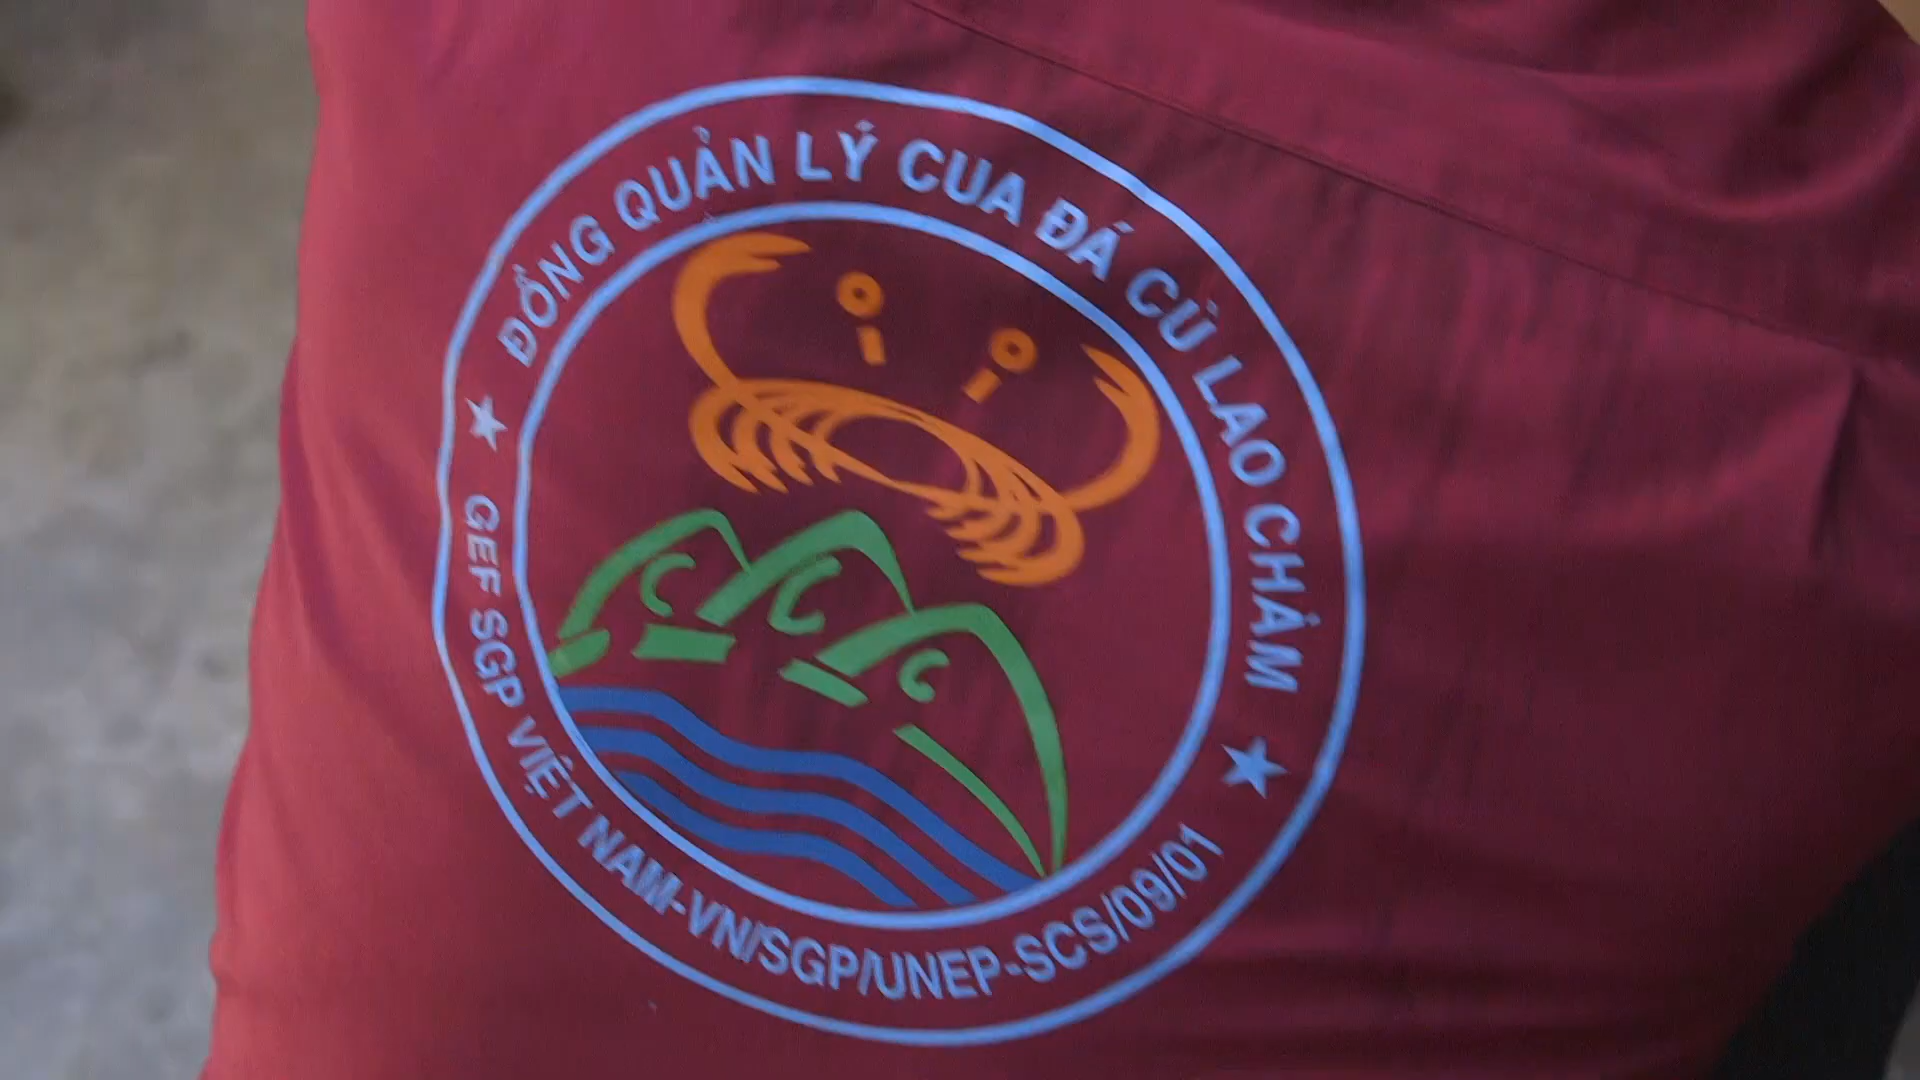 ĐỒNG QUẢN LÝ CUA ĐÁ CÙ LAO CHÀM
GEF SGP VIỆT NAM-VN/SGP/UNEP-SCS/09/01